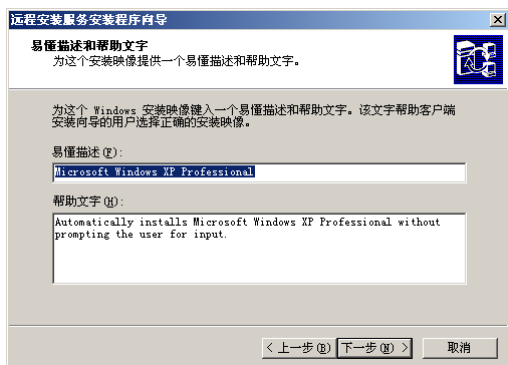 远程安装服务安装程序向导
易懂描述和帮助文字
为这个安装映像提供一个易懂描述和帮助文字。
为这个 Windows 安装映像键入一个易懂描述和帮助文字。该文字帮助客户端
安装向导的用户选择正确的安装映像。
易懂描述(F):
Microsoft Windows XP Professional
帮助文字(H):
Automatically installs Microsoft Windows XP Professional without
prompting the user for input.
< 上一步(B) 下一步(N) > 取消